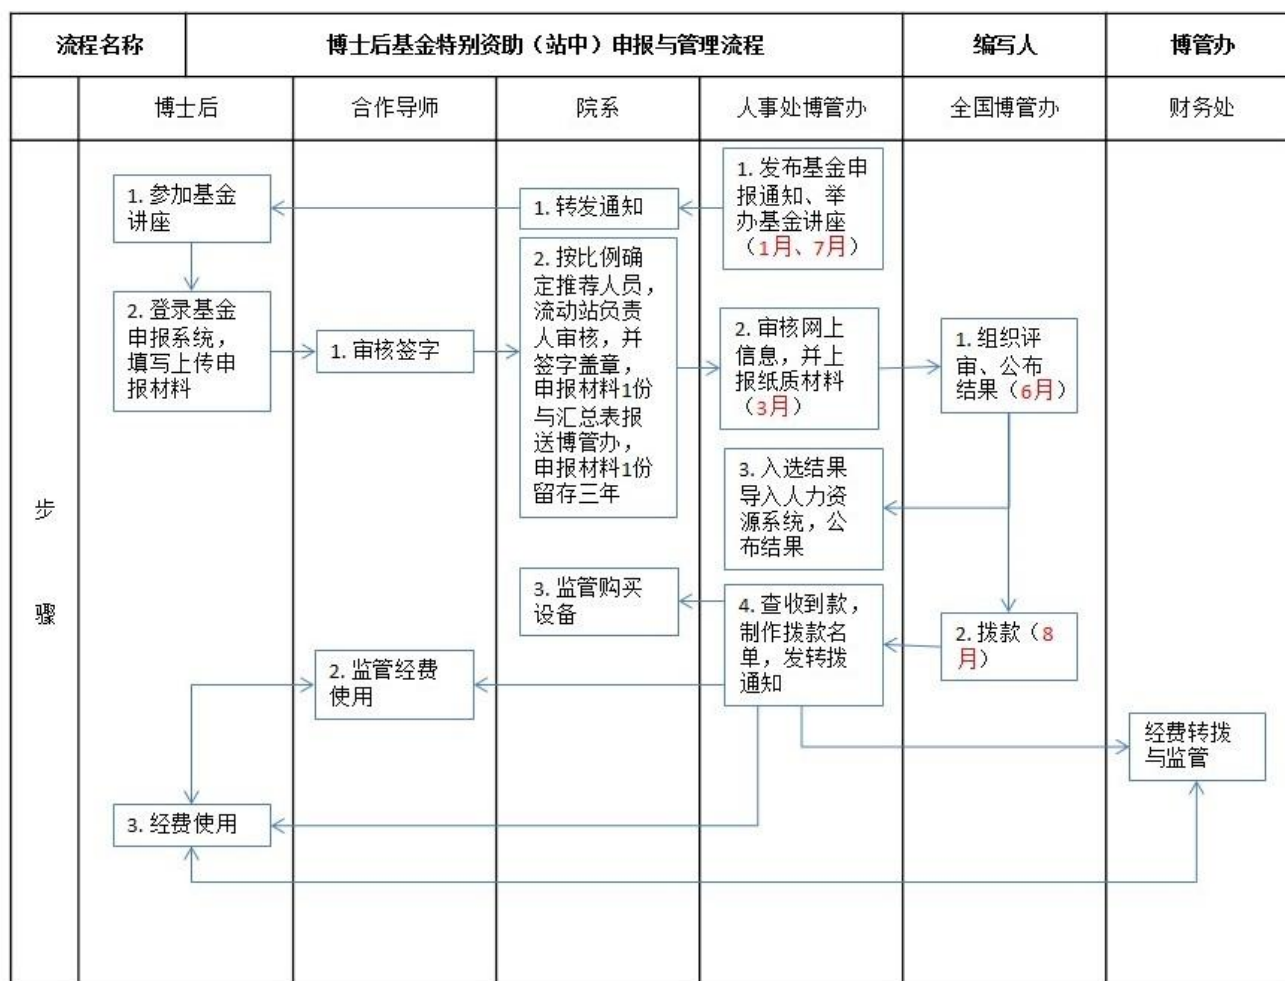 流程名称
博士后基金特别资助（站中）申报与管理流程
编写人
博管办
博士后
合作导师
院系
人事处博管办
全国博管办
财务处
步
骤
1. 参加基金
讲座
1. 转发通知
1. 发布基金申
报通知、举
办基金讲座
（1月、7月）
2. 登录基金
申报系统，
填写上传申
报材料
1. 审核签字
2. 按比例确
定推荐人员，
流动站负责
人审核，并
签字盖章，
申报材料1份
与汇总表报
送博管办，
申报材料1份
留存三年
2. 审核网上
信息，并上
报纸质材料
（3月）
1. 组织评
审、公布
结果（6月）
3. 入选结果
导入人力资
源系统，公
布结果
3. 监管购买
设备
4. 查收到款，
制作拨款名
单，发转拨
通知
2. 拨款（8
月）
2. 监管经费
使用
经费转拨
与监管
3. 经费使用